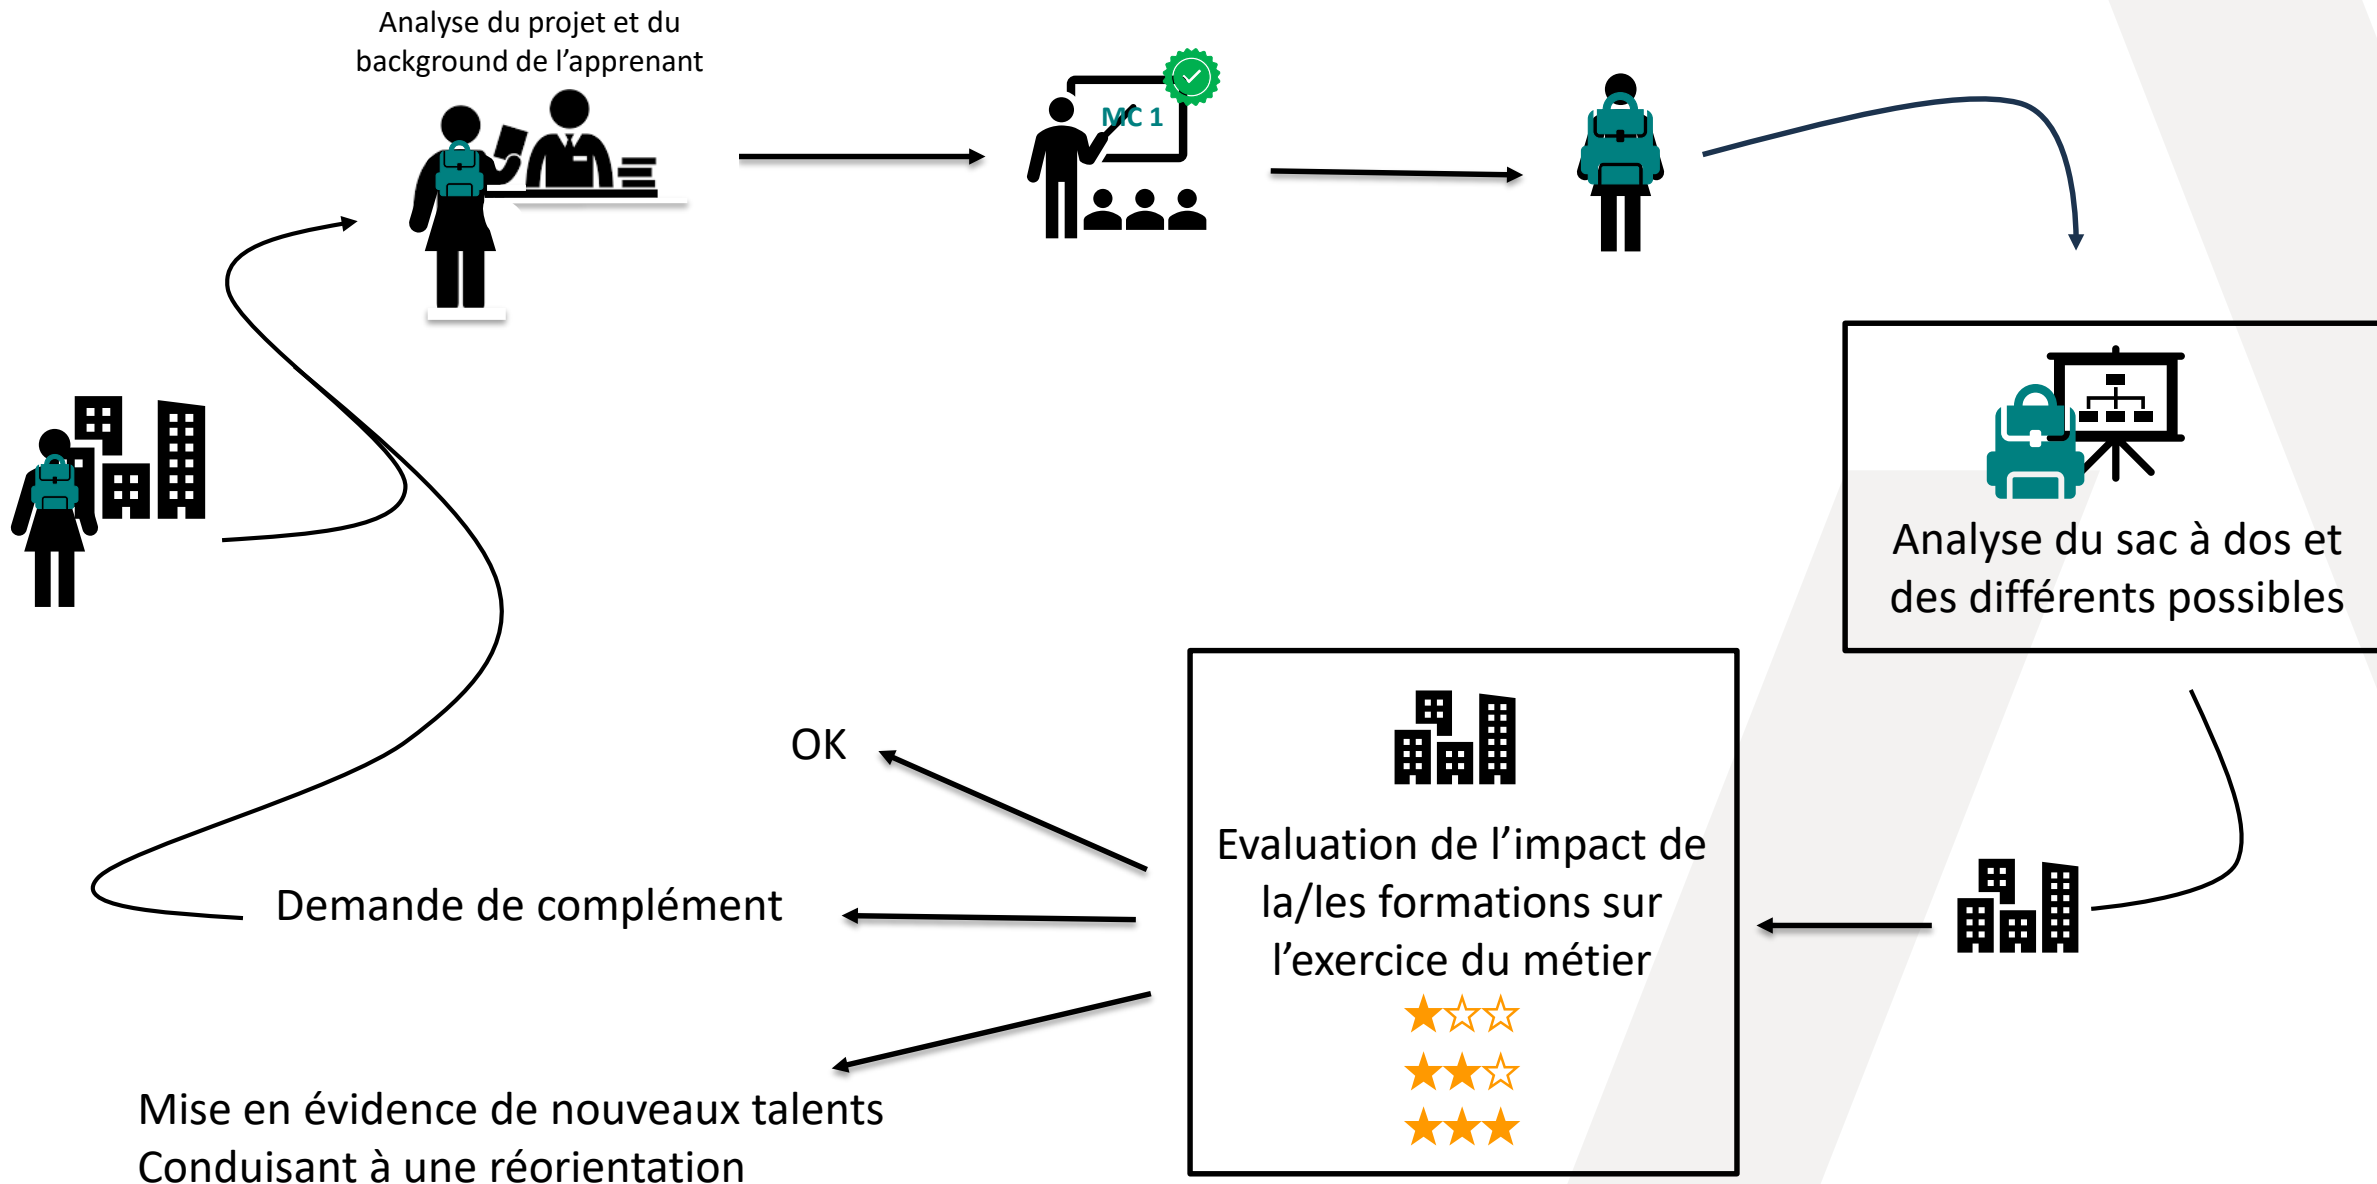 Analyse du projet et du
background de l’apprenant
MC 1
Analyse du sac à dos et
des différents possibles
OK
Evaluation de l’impact de
la/les formations sur
l’exercice du métier
Demande de complément
Mise en évidence de nouveaux talents
Conduisant à une réorientation